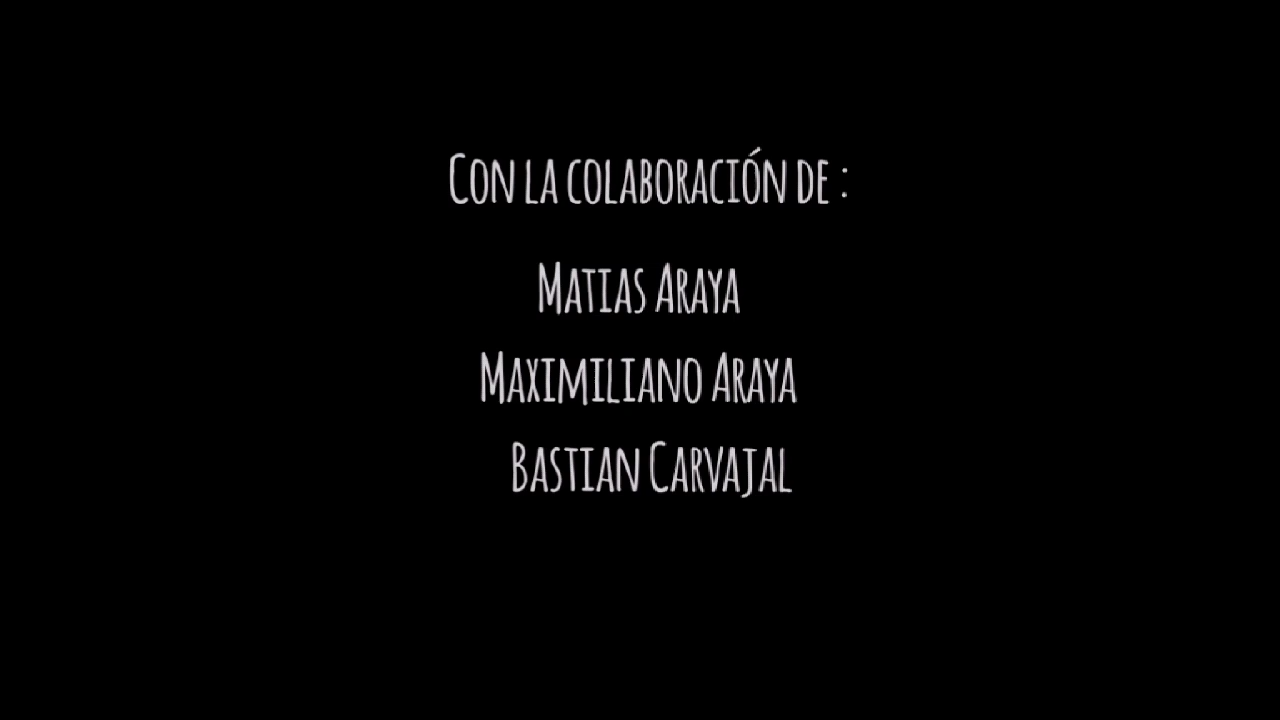 Con la colaboración de :
Matias Araya
Maximiliano Araya
Bastian Carvajal